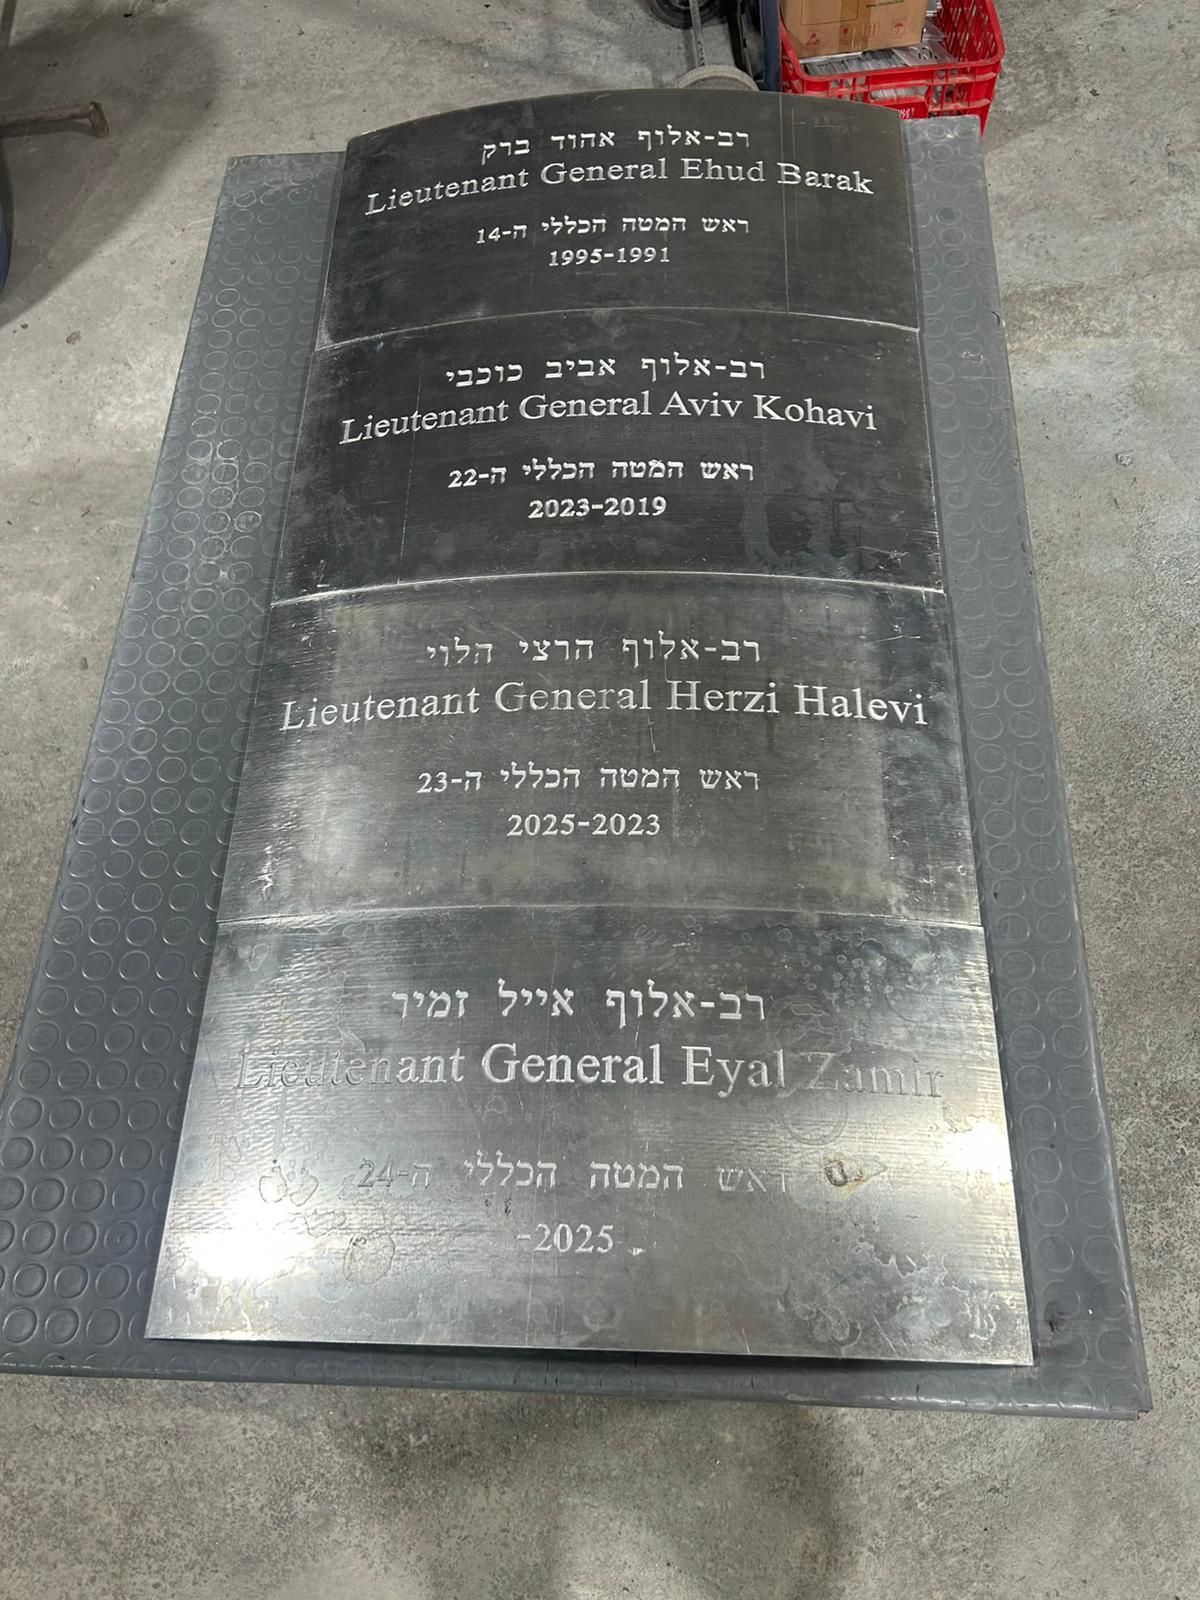 רב-אלוף אהוד ברק
Lieutenant General Ehud Barak
ראש המטה הכללי ה-14
1995-1991
רב-אלוף אביב כוכבי
Lieutenant General Aviv Kohavi
ראש המטה הכללי ה-22
2023-2019
רב-אלוף הרצי הלוי
Lieutenant General Herzi Halevi
ראש המטה הכללי ה-23
2025-2023
רב-אלוף אייל זמיר
Lieutenant General Eyal Zamir
ראש המטה הכללי ה-24
-2025